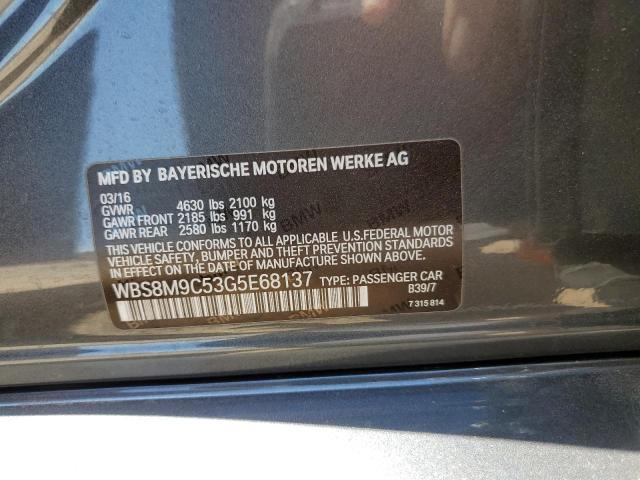 MFD BY BAYERISCHE MOTOREN WERKE AG
03/16
GVWR 4630 lbs 2100 kg
GAWR FRONT 2185 lbs 991 kg
GAWR REAR 2580 lbs 1170 kg
THIS VEHICLE CONFORMS TO ALL APPLICABLE U.S.FEDERAL MOTOR
VEHICLE SAFETY, BUMPER AND THEFT PREVENTION STANDARDS
IN EFFECT ON THE DATE OF MANUFACTURE SHOWN ABOVE.
WBS8M9C53G5E68137 TYPE: PASSENGER CAR
B39/7
7 315 814